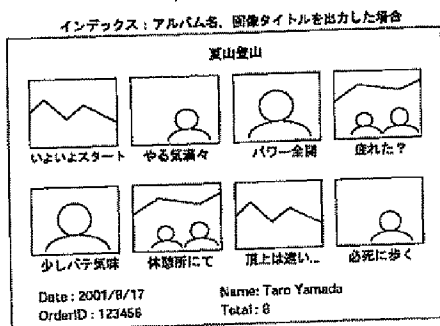 インデックス：アルバム名、画像タイトルを出力した場合
夏山登山
いよいよスタート やる気満々 パワー全開 疲れた？
少しバテ気味 休憩所にて 頂上は遠い... 必死に歩く
Date : 2001/8/17 Name: Taro Yamada
OrderID : 123456 Total : 8